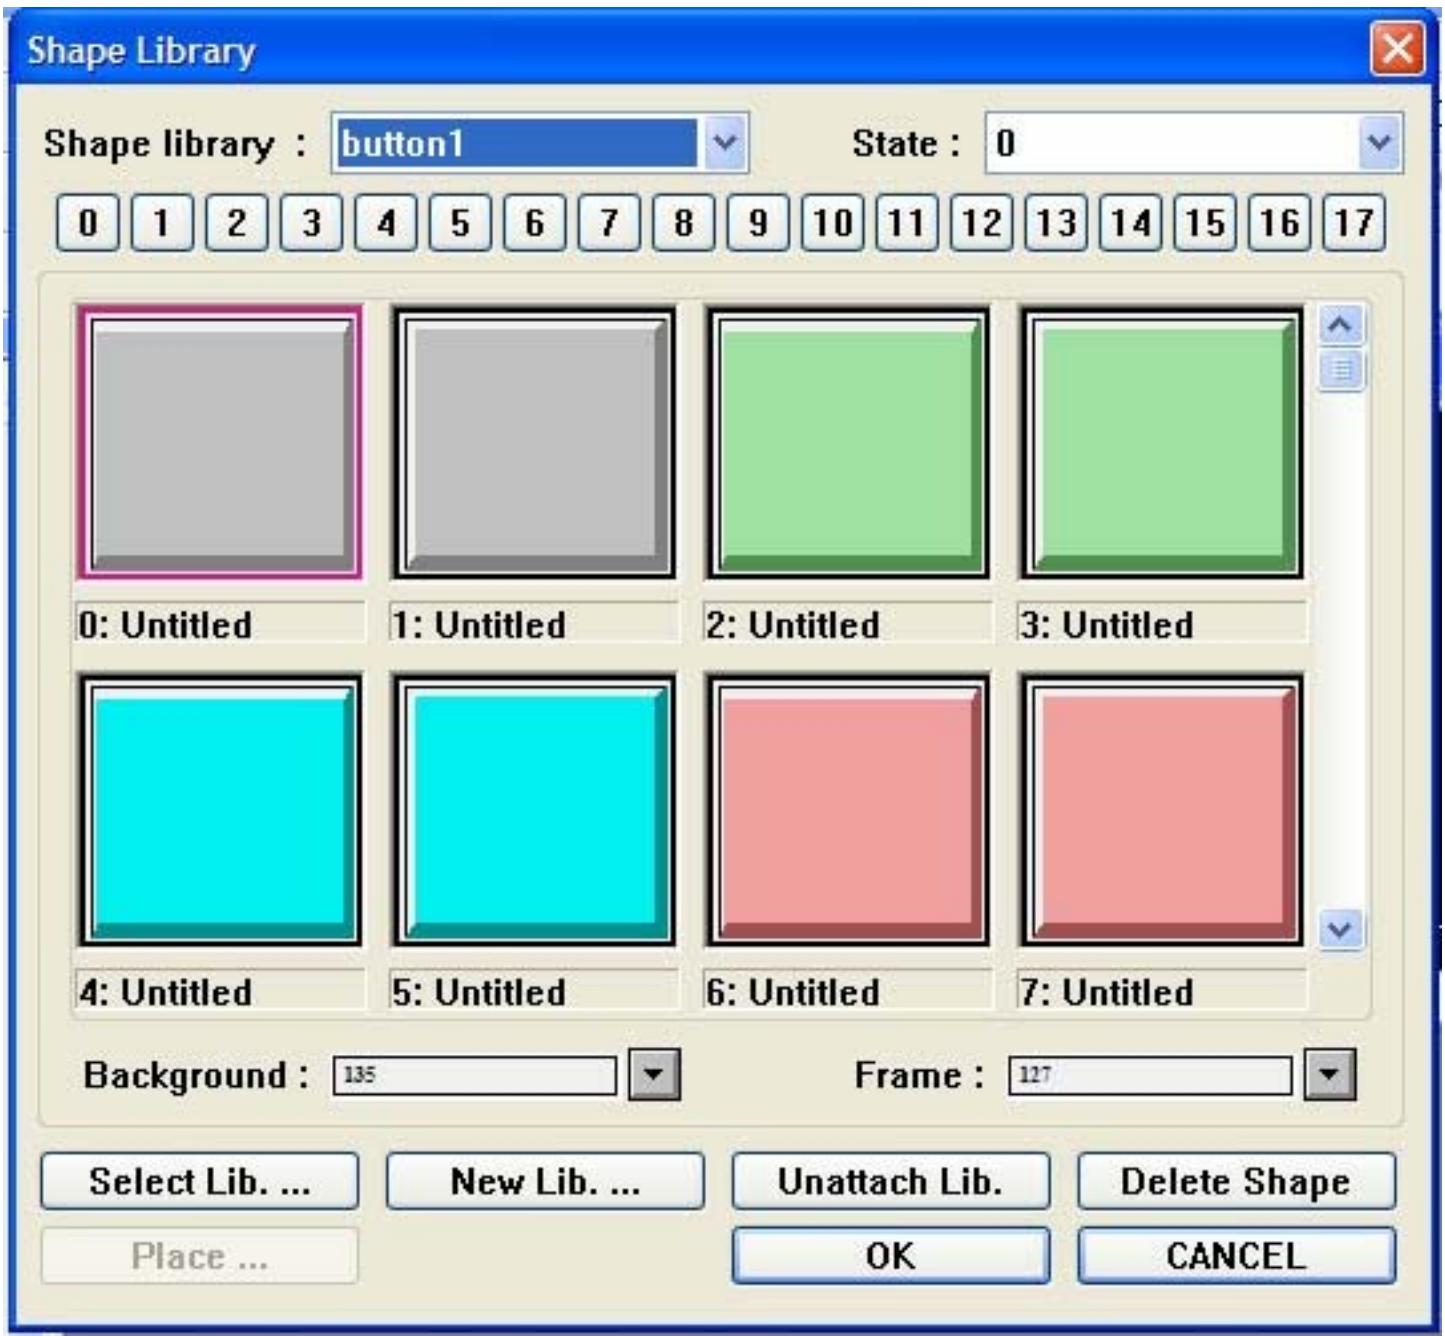 Shape Library
Shape library : button1 State : 0
0 1 2 3 4 5 6 7 8 9 10 11 12 13 14 15 16 17
0: Untitled 1: Untitled 2: Untitled 3: Untitled
4: Untitled 5: Untitled 6: Untitled 7: Untitled
Background : 135 Frame : 127
Select Lib. ... New Lib. ... Unattach Lib. Delete Shape
Place ... OK CANCEL